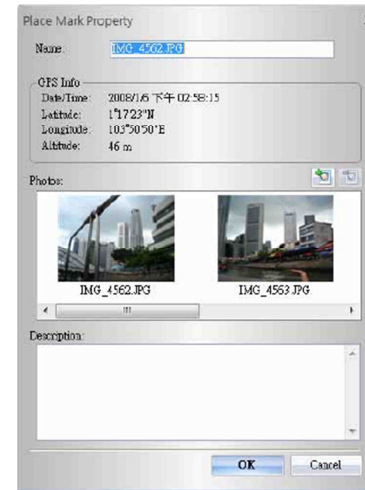 Place Mark Property
Name: IMG_4562.JPG
GPS Info
Date/Time: 2008/1/6 下午 02:58:15
Latitude: 1°17'23"N
Longitude: 103°50'50"E
Altitude: 46 m
Photos:
IMG_4562.JPG IMG_4563.JPG
Description:
OK Cancel